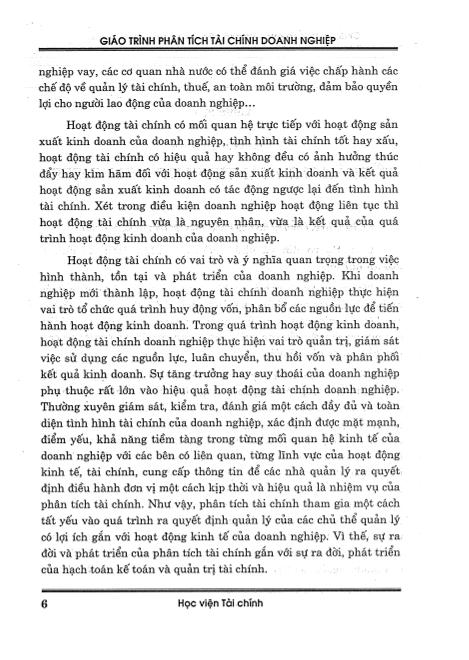 GIÁO TRÌNH PHÂN TÍCH TÀI CHÍNH DOANH NGHIỆP
nghiệp vay, các cơ quan nhà nước có thể đánh giá việc chấp hành các
chế độ về quản lý tài chính, thuế, an toàn môi trường, đảm bảo quyền
lợi cho người lao động của doanh nghiệp...
Hoạt động tài chính có mối quan hệ trực tiếp với hoạt động sản
xuất kinh doanh của doanh nghiệp, tình hình tài chính tốt hay xấu,
hoạt động tài chính có hiệu quả hay không đều có ảnh hưởng thúc
đẩy hay kìm hãm đối với hoạt động sản xuất kinh doanh và kết quả
hoạt động sản xuất kinh doanh có tác động ngược lại đến tình hình
tài chính. Xét trong điều kiện doanh nghiệp hoạt động liên tục thì
hoạt động tài chính vừa là nguyên nhân, vừa là kết quả của quá
trình hoạt động kinh doanh của doanh nghiệp.
Hoạt động tài chính có vai trò và ý nghĩa quan trọng trong việc
hình thành, tồn tại và phát triển của doanh nghiệp. Khi doanh
nghiệp mới thành lập, hoạt động tài chính doanh nghiệp thực hiện
vai trò tổ chức quá trình huy động vốn, phân bổ các nguồn lực để tiến
hành hoạt động kinh doanh. Trong quá trình hoạt động kinh doanh,
hoạt động tài chính doanh nghiệp thực hiện vai trò quản trị, giám sát
việc sử dụng các nguồn lực, luân chuyển, thu hồi vốn và phân phối
kết quả kinh doanh. Sự tăng trưởng hay suy thoái của doanh nghiệp
phụ thuộc rất lớn vào hiệu quả hoạt động tài chính doanh nghiệp.
Thường xuyên giám sát, kiểm tra, đánh giá một cách đầy đủ và toàn
diện tình hình tài chính của doanh nghiệp, xác định được mặt mạnh,
điểm yếu, khả năng tiềm tàng trong từng mối quan hệ kinh tế của
doanh nghiệp với các bên có liên quan, từng lĩnh vực của hoạt động
kinh tế, tài chính, cung cấp thông tin để các nhà quản lý ra quyết
định điều hành đơn vị một cách kịp thời và hiệu quả là nhiệm vụ của
phân tích tài chính. Như vậy, phân tích tài chính tham gia một cách
tất yếu vào quá trình ra quyết định quản lý của các chủ thể quản lý
có lợi ích gắn với hoạt động kinh tế của doanh nghiệp. Vì thế, sự ra
đời và phát triển của phân tích tài chính gắn với sự ra đời, phát triển
của hạch toán kế toán và quản trị tài chính.
6
Học viện Tài chính